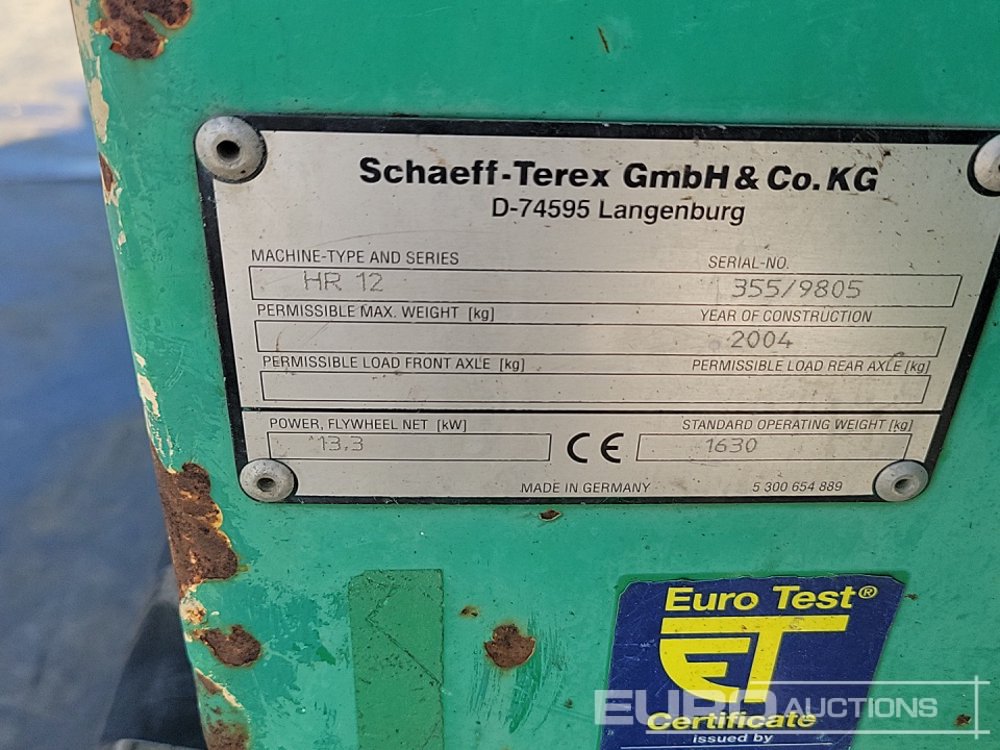 Schaeff-Terex GmbH & Co. KG
D-74595 Langenburg
MACHINE-TYPE AND SERIES SERIAL-NO.
HR 12 355/9805
PERMISSIBLE MAX. WEIGHT [kg] YEAR OF CONSTRUCTION
2004
PERMISSIBLE LOAD FRONT AXLE [kg] PERMISSIBLE LOAD REAR AXLE [kg]
POWER, FLYWHEEL NET [kW] STANDARD OPERATING WEIGHT [kg]
13.3 CE 1630
MADE IN GERMANY 5 300 654 889
Euro Test®
ET
EURO AUCTIONS
Certificate
issued by